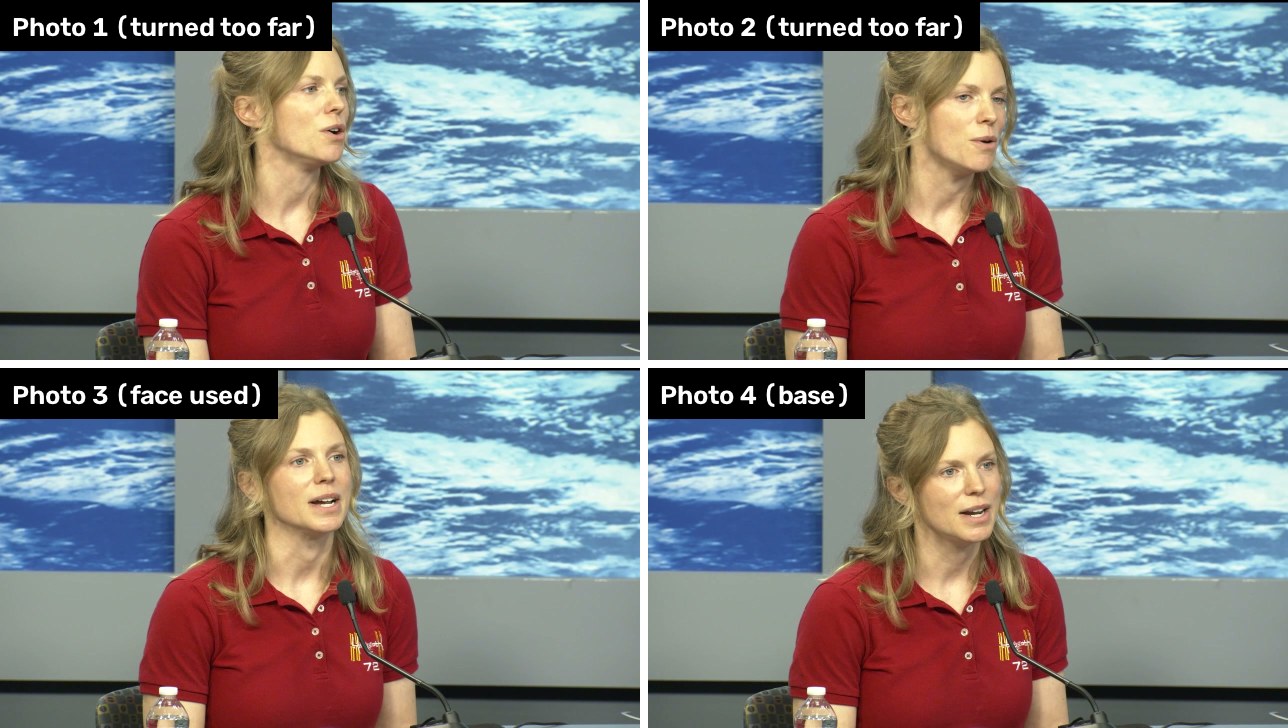 Photo 1 (turned too far)
Photo 2 (turned too far)
72
72
Photo 3 (face used)
Photo 4 (base)
72
72